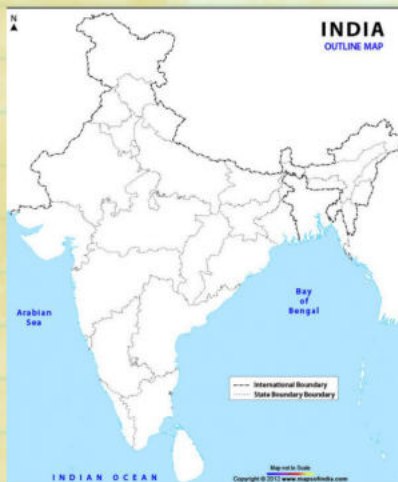 N
INDIA
OUTLINE MAP
Arabian
Sea
Bay
of
Bengal
International Boundary
State Boundary Boundary
INDIAN OCEAN
Map not to Scale
Copyright © 2012 www.mapsofindia.com